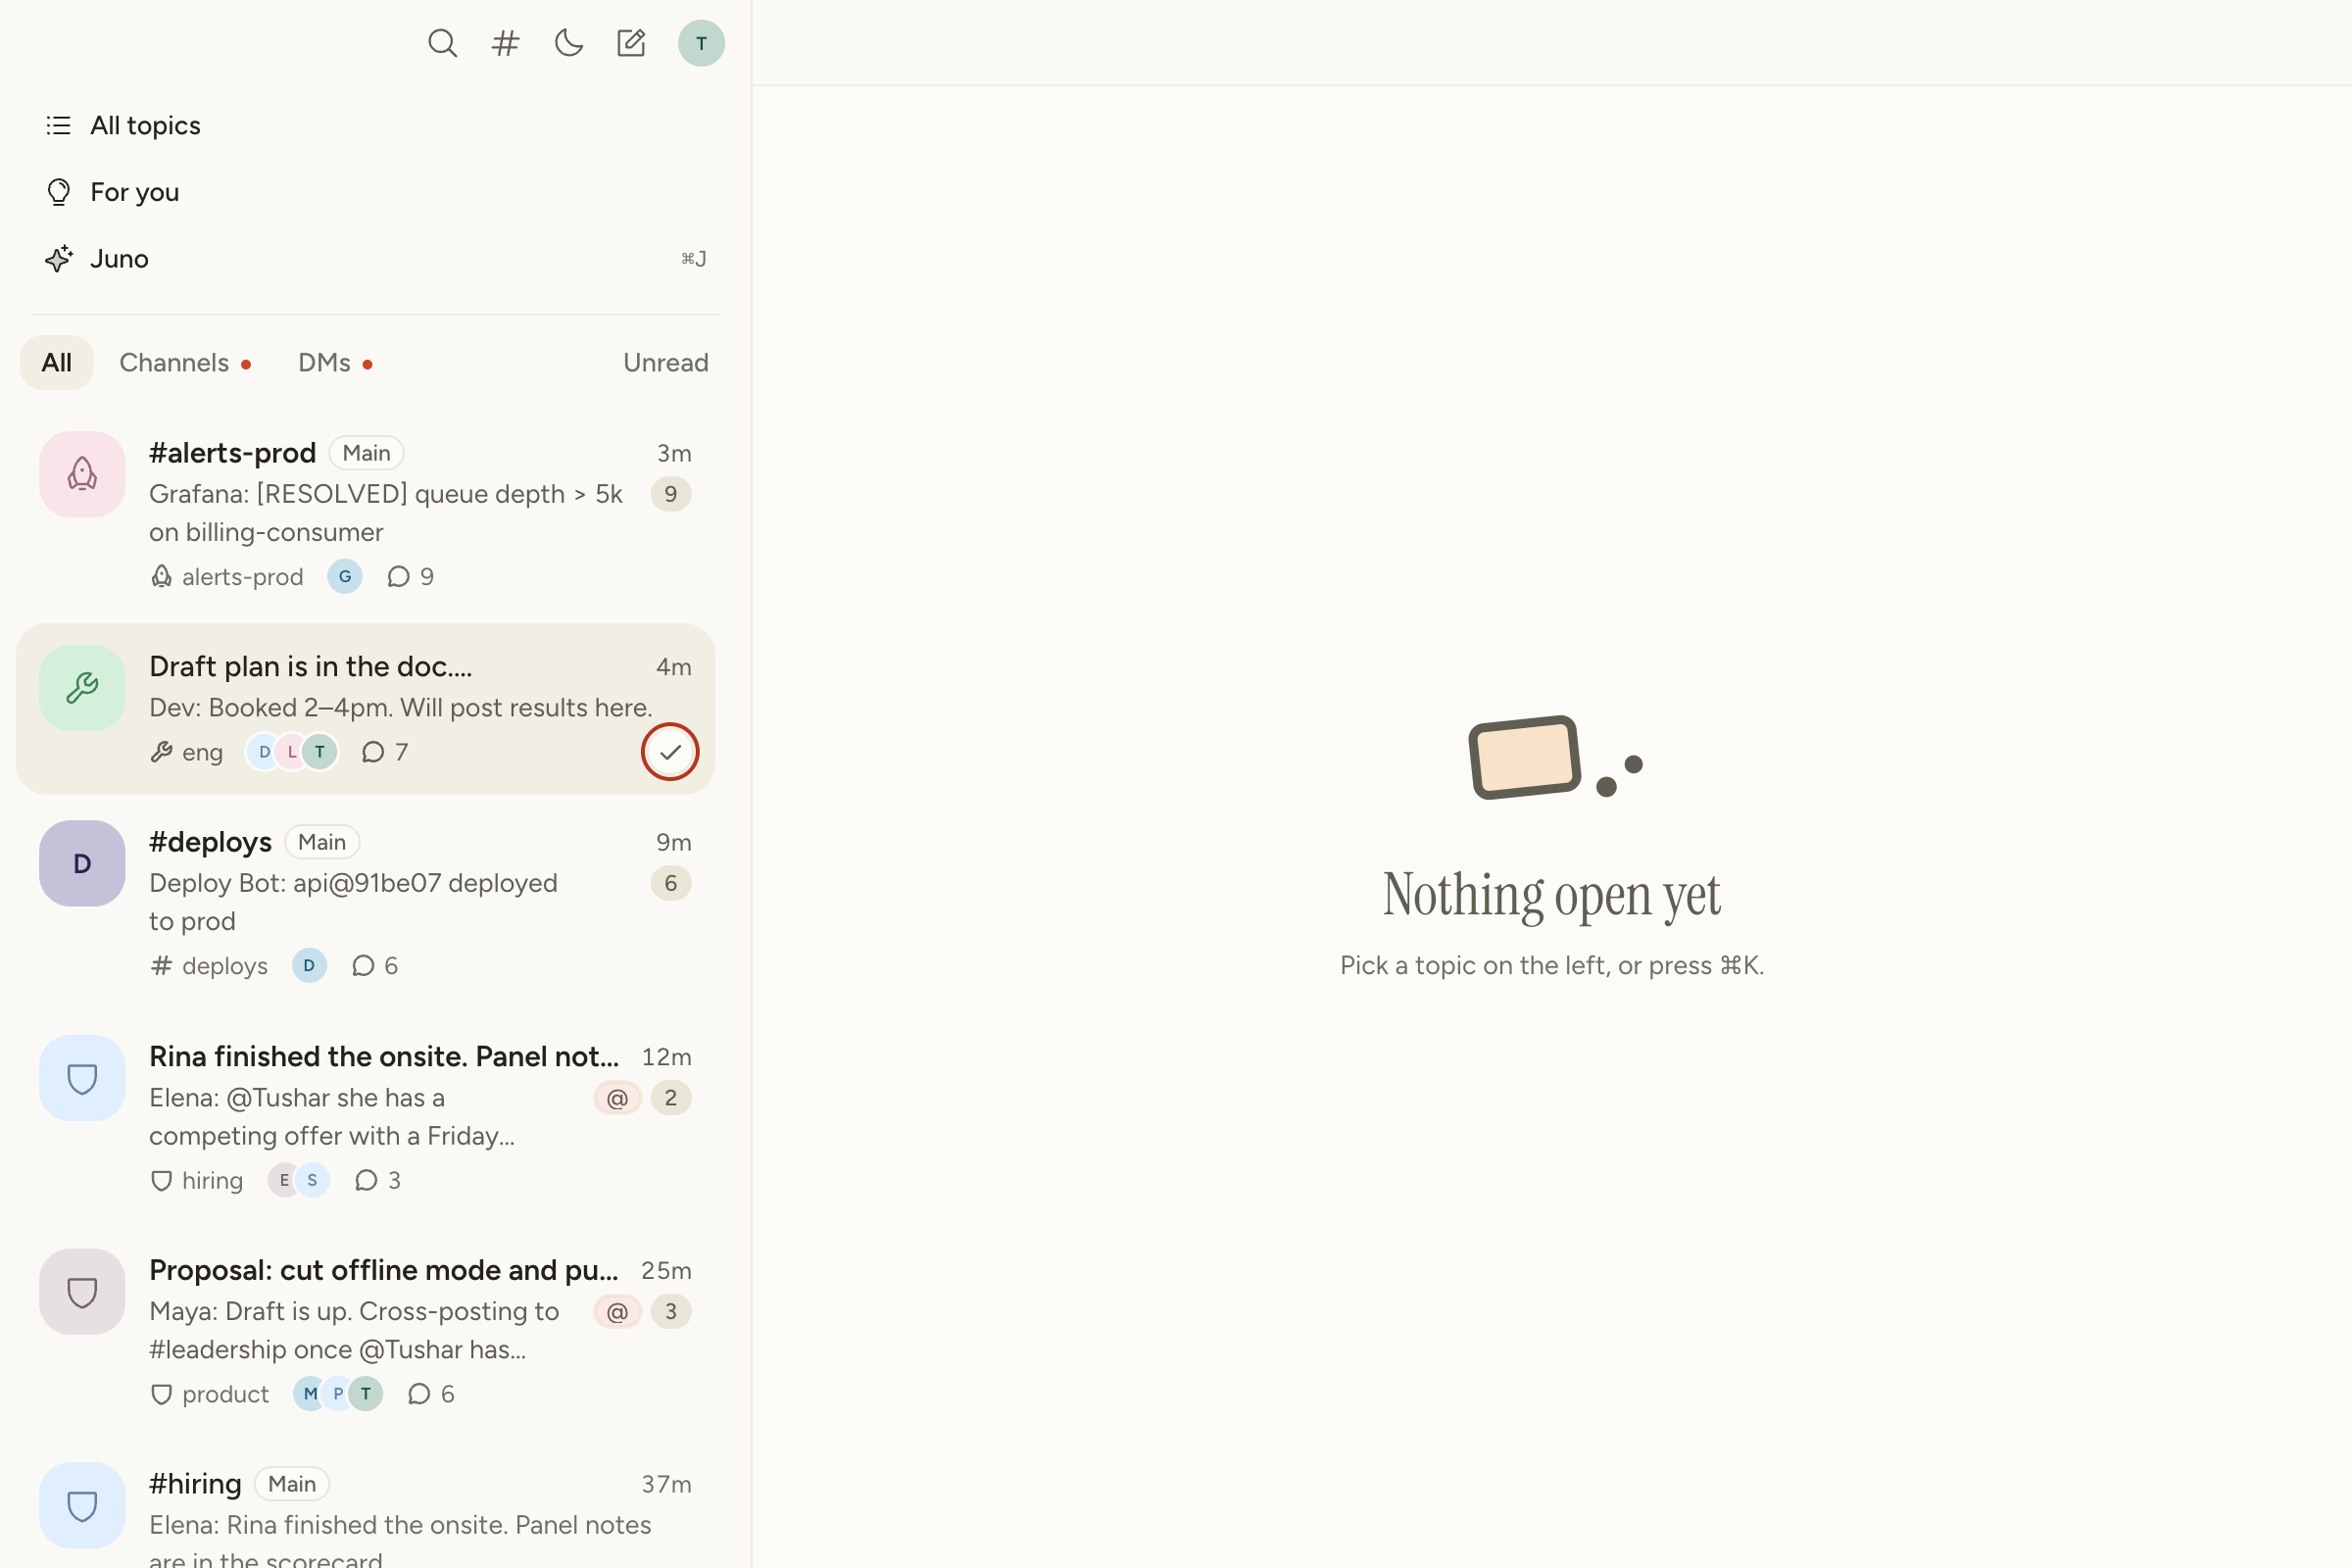 T
All topics
For you
Juno ⌘J
All Channels DMs Unread
#alerts-prod Main 3m
Grafana: [RESOLVED] queue depth > 5k 9
on billing-consumer
alerts-prod G 9
Draft plan is in the doc.... 4m
Dev: Booked 2–4pm. Will post results here.
eng D L T 7
D
#deploys Main 9m
Deploy Bot: api@91be07 deployed 6
to prod
deploys D 6
Rina finished the onsite. Panel not... 12m
Elena: @Tushar she has a @ 2
competing offer with a Friday...
hiring E S 3
Proposal: cut offline mode and pu... 25m
Maya: Draft is up. Cross-posting to @ 3
#leadership once @Tushar has...
product M P T 6
#hiring Main 37m
Elena: Rina finished the onsite. Panel notes
are in the scorecard
Nothing open yet
Pick a topic on the left, or press ⌘K.